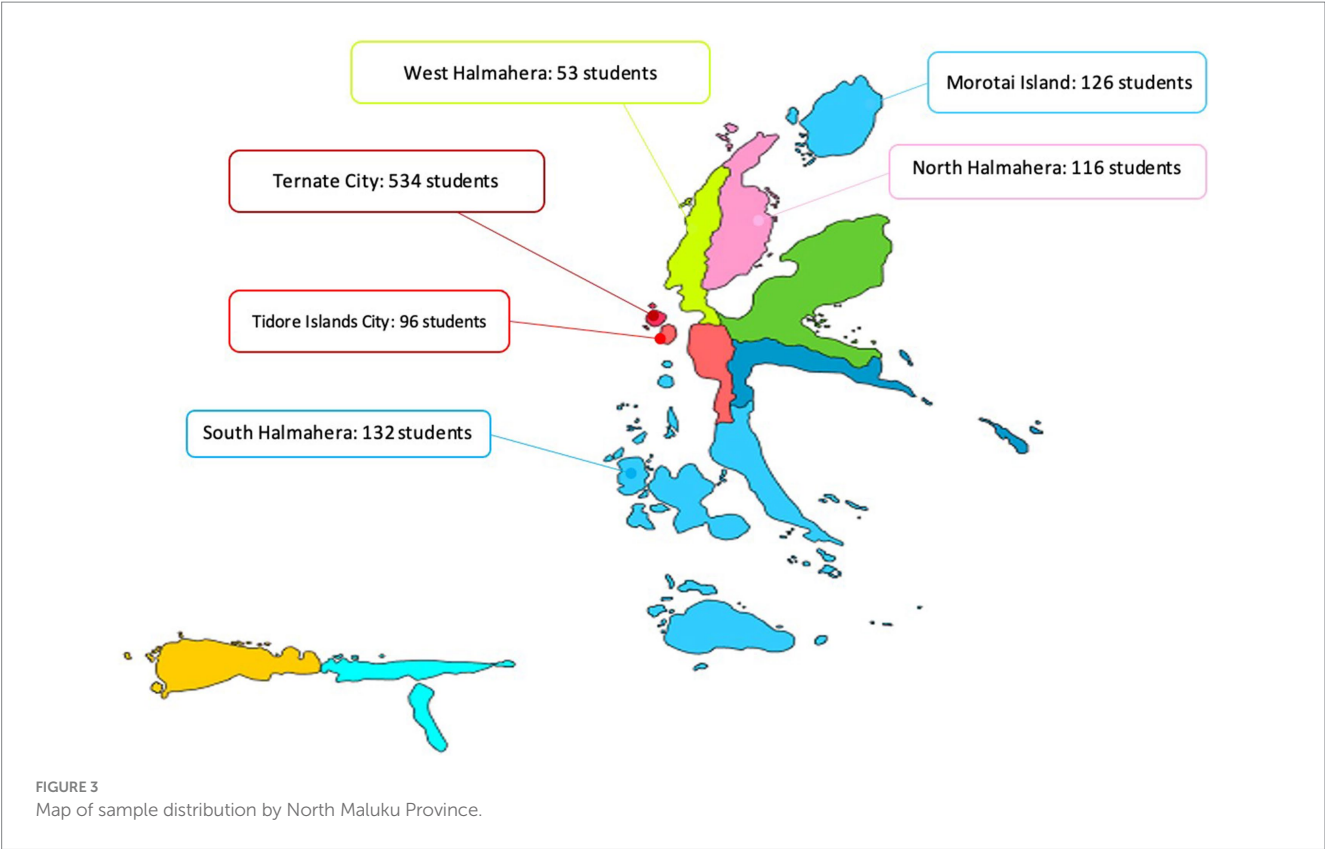 West Halmahera: 53 students
Morotai Island: 126 students
Ternate City: 534 students
North Halmahera: 116 students
Tidore Islands City: 96 students
South Halmahera: 132 students
FIGURE 3
Map of sample distribution by North Maluku Province.